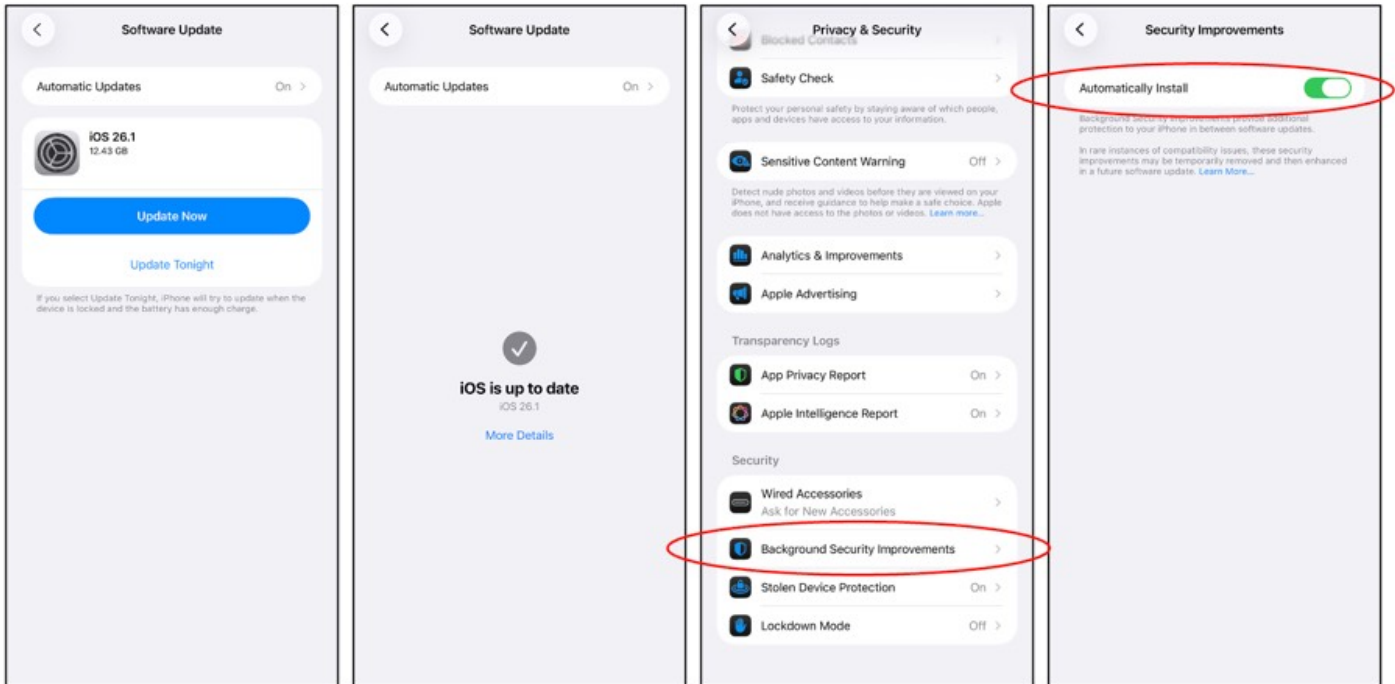 Software Update
Automatic Updates
On
iOS 26.1
12.43 GB
Update Now
Update Tonight
If you select Update Tonight, iPhone will try to update when the
device is locked and the battery has enough charge.
Software Update
Automatic Updates
On
iOS is up to date
iOS 26.1
More Details
Privacy & Security
Blocked Contacts
Safety Check
Protect your personal safety by staying aware of which people,
apps and devices have access to your information.
Sensitive Content Warning
Off
Detect nude photos and videos before they are viewed on your
iPhone, and receive guidance to help make a safe choice. Apple
does not have access to the photos or videos. Learn more...
Analytics & Improvements
Apple Advertising
Transparency Logs
App Privacy Report
On
Apple Intelligence Report
On
Security
Wired Accessories
Ask for New Accessories
Background Security Improvements
Stolen Device Protection
On
Lockdown Mode
Off
Security Improvements
Automatically Install
Background security improvements provide additional
protection to your iPhone in between software updates.
In rare instances of compatibility issues, these security
improvements may be temporarily removed and then enhanced
in a future software update. Learn More...